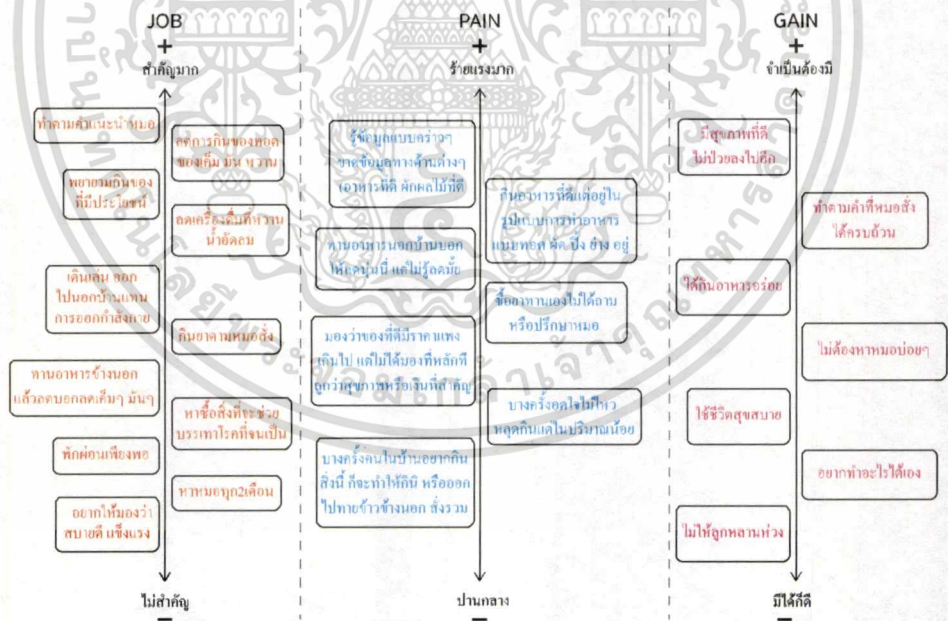 JOB
+
สำคัญมาก
ทำตามคำแนะนำหมอ
ลดการกินของทอด
ของเค็ม มัน หวาน
พยายามกินของ
ที่มีประโยชน์
ลดเครื่องดื่มที่หวาน
น้ำอัดลม
เดินเล่น ออก
ไปนอกบ้านแทน
การออกกำลังกาย
กินยาตามหมอสั่ง
ทานอาหารข้างนอก
แล้วลดบอกลดเค็มๆ มันๆ
หาซื้อสิ่งที่จะช่วย
บรรเทาโรคที่ตนเป็น
พักผ่อนเพียงพอ
หาหมอทุก2เดือน
อยากให้มองว่า
สบายดี แข็งแรง
ไม่สำคัญ
PAIN
+
ร้ายแรงมาก
รู้ข้อมูลแบบคร่าวๆ
ขาดข้อมูลทางด้านต่างๆ
เอาหารที่ดี ผักผลไม้ที่ดี
กินอาหารที่ดีแต่อยู่ใน
รูปแบบการทำอาหาร
แบบทอด ผัด ปิ้ง ย่าง อยู่
ทานอาหารนอกบ้านบอก
ให้ลดนู่นนี่ แต่ไม่รู้ลดมั้ย
ซื้อยาทานเองไม่ได้ถาม
หรือปรึกษาหมอ
มองว่าของที่ดีมีราคาแพง
เกินไป แต่ไม่ได้มองที่หลักที่
ถูกว่าสุขภาพหรือเงินที่สำคัญ
บางครั้งอดใจไม่ไหว
หลุดกินแต่ในปริมาณน้อย
บางครั้งคนในบ้านอยากกิน
สิ่งนี้ ก็จะทำให้กินิ หรือออก
ไปทายข้าวข้างนอก สั่งรวม
ปานกลาง
GAIN
+
จำเป็นต้องมี
มีสุขภาพที่ดี
ไม่ป่วยลงไปอีก
ทำตามคำที่หมอสั่ง
ได้ครบถ้วน
ได้กินอาหารอร่อย
ไม่ต้องหาหมอบ่อยๆ
ใช้ชีวิตสุขสบาย
อยากทำอะไรได้เอง
ไม่ให้ลูกหลานห่วง
มีได้ก็ดี